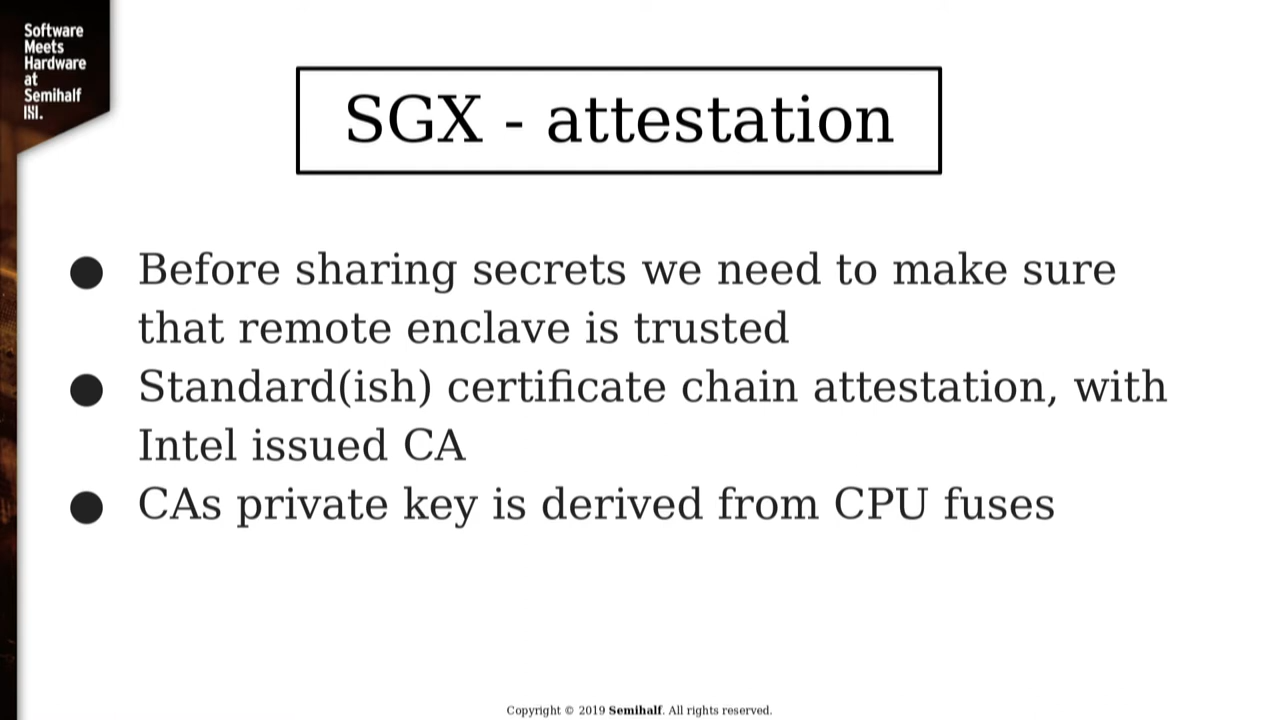 Software
Meets
Hardware
at
Semihalf
SGX - attestation
● Before sharing secrets we need to make sure
that remote enclave is trusted
● Standard(ish) certificate chain attestation, with
Intel issued CA
● CAs private key is derived from CPU fuses
Copyright © 2019 Semihalf. All rights reserved.